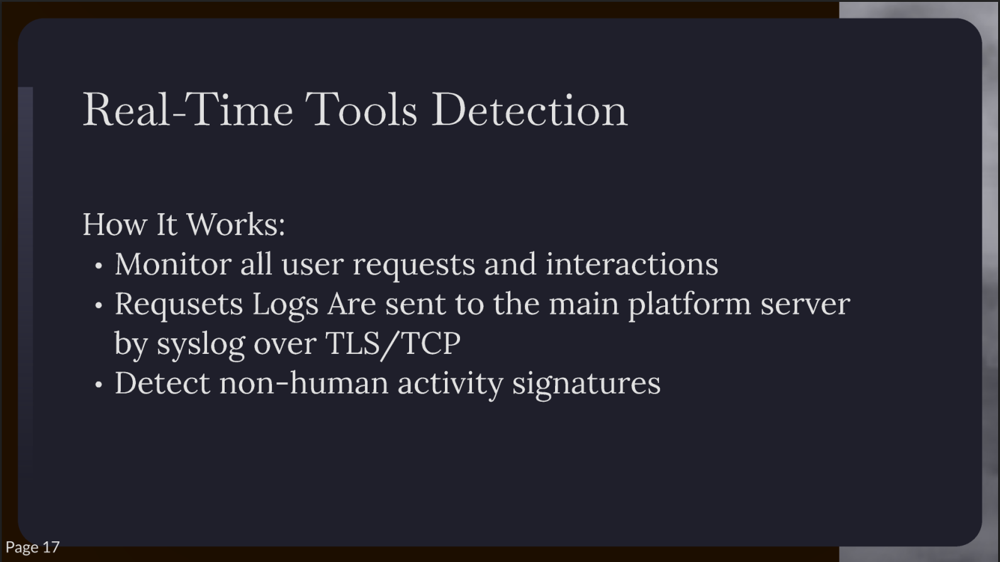 Real-Time Tools Detection
How It Works:
• Monitor all user requests and interactions
• Requsets Logs Are sent to the main platform server
by syslog over TLS/TCP
• Detect non-human activity signatures
Page 17